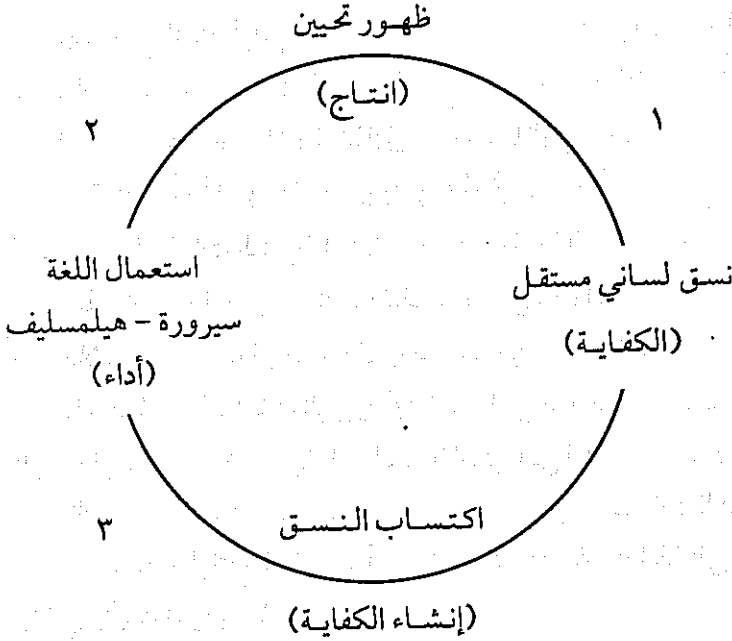 ظهور تحيين
(انتاج)
١
٢
نسق لساني مستقل
(الكفاية)
استعمال اللغة
سيرورة – هيلمسليف
(أداء)
٣
اكتساب النسق
(إنشاء الكفاية)